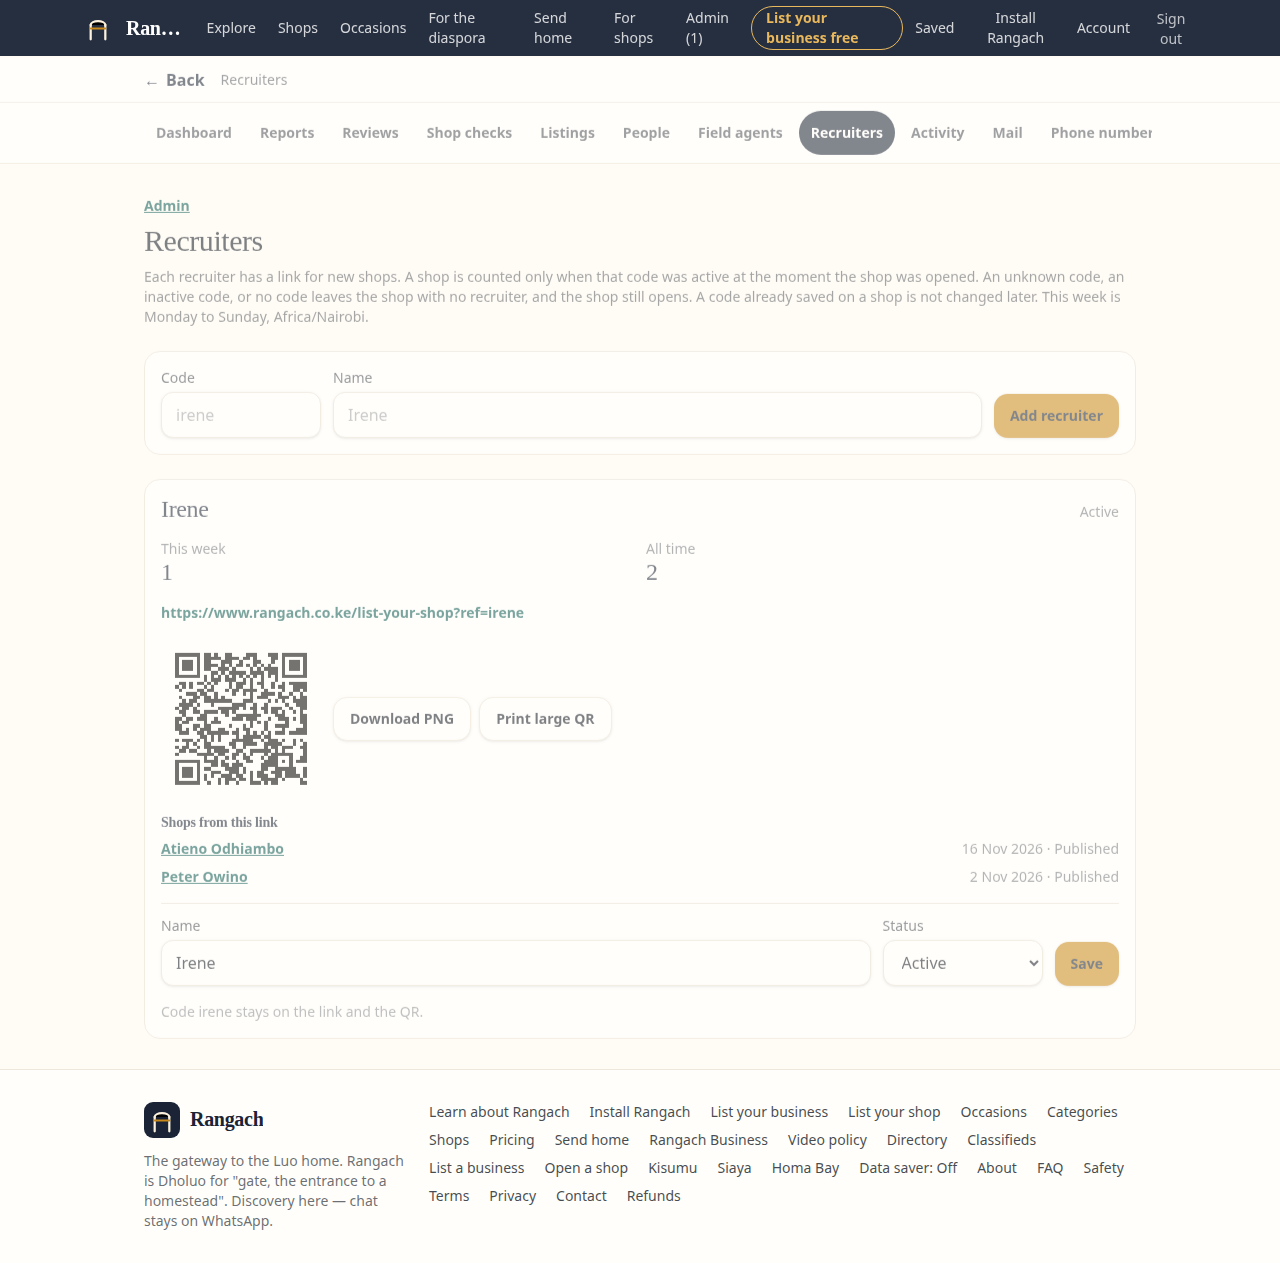 Ran…
Explore
Shops
Occasions
For the diaspora
Send home
For shops
Admin (1)
List your business free
Saved
Install Rangach
Account
Sign out
← Back
Recruiters
Dashboard
Reports
Reviews
Shop checks
Listings
People
Field agents
Recruiters
Activity
Mail
Phone number
Admin
Recruiters
Each recruiter has a link for new shops. A shop is counted only when that code was active at the moment the shop was opened. An unknown code, an
inactive code, or no code leaves the shop with no recruiter, and the shop still opens. A code already saved on a shop is not changed later. This week is
Monday to Sunday, Africa/Nairobi.
Code
Name
irene
Irene
Add recruiter
Irene
Active
This week
All time
1
2
https://www.rangach.co.ke/list-your-shop?ref=irene
Download PNG
Print large QR
Shops from this link
Atieno Odhiambo
16 Nov 2026 · Published
Peter Owino
2 Nov 2026 · Published
Name
Status
Irene
Active
Save
Code irene stays on the link and the QR.
Rangach
The gateway to the Luo home. Rangach
is Dholuo for "gate, the entrance to a
homestead". Discovery here — chat
stays on WhatsApp.
Learn about Rangach Install Rangach List your business List your shop Occasions Categories
Shops Pricing Send home Rangach Business Video policy Directory Classifieds
List a business Open a shop Kisumu Siaya Homa Bay Data saver: Off About FAQ Safety
Terms Privacy Contact Refunds